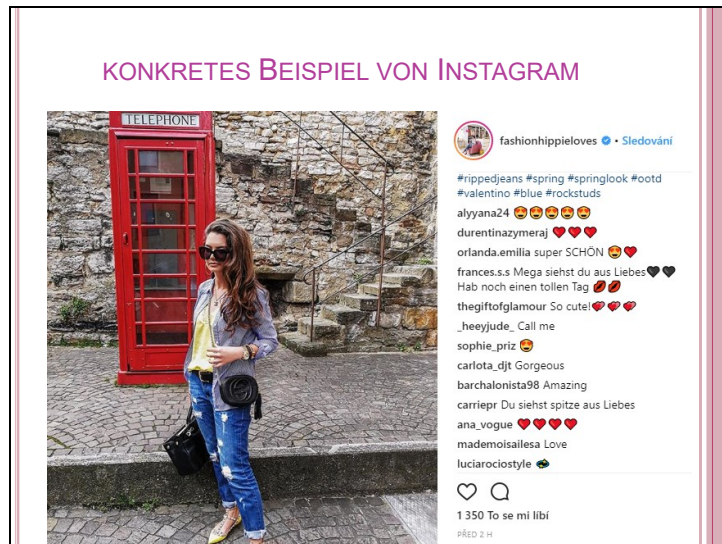 KONKRETES BEISPIEL VON INSTAGRAM
TELEPHONE
fashionhippieloves • Sledování
#rippedjeans #spring #springlook #ootd
#valentino #blue #rockstuds
alyyana24 😍😍😍😍😍
durentinazymeraj ❤❤❤
orlanda.emilia super SCHÖN 😍❤
frances.s.s Mega siehst du aus Liebes🖤🖤
Hab noch einen tollen Tag 💋💋
thegiftofglamour So cute!💖💖💖
_heeyjude_ Call me
sophie_priz 😍
carlota_djt Gorgeous
barchalonista98 Amazing
carriepr Du siehst spitze aus Liebes
ana_vogue ❤❤❤❤
mademoisailesa Love
luciarociostyle
1 350 To se mi líbí
PŘED 2 H